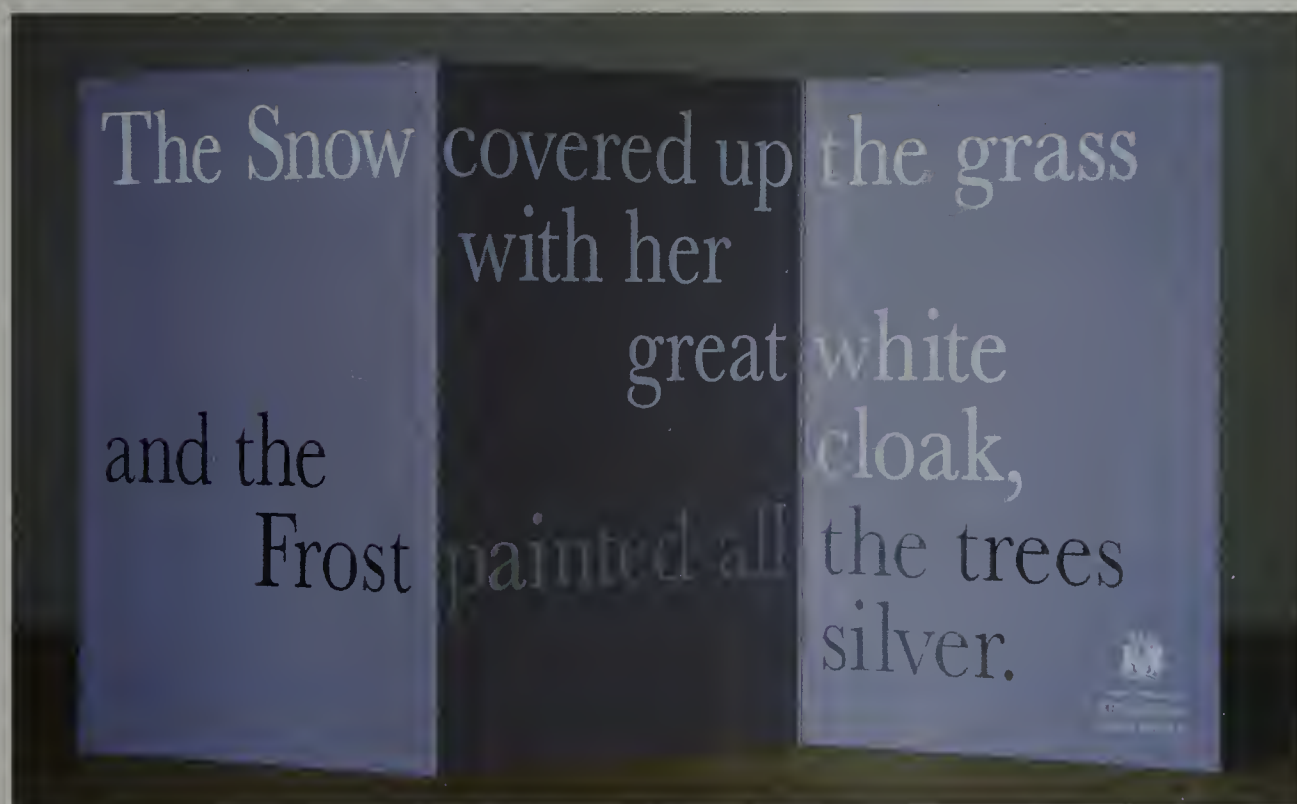 The Snow covered up the grass
with her
great white
and the cloak,
Frost painted all the trees
silver.